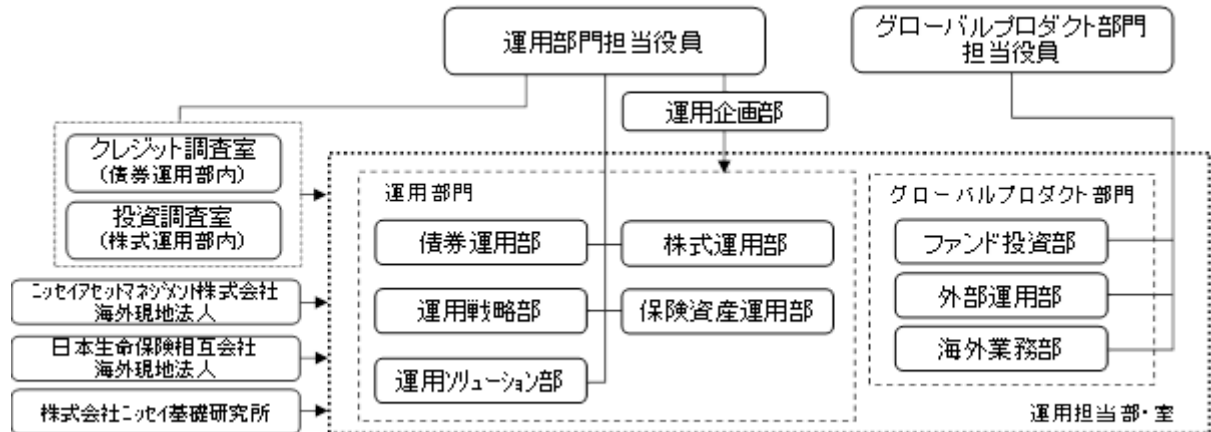 運用部門担当役員
グローバルプロダクト部門
担当役員
運用企画部
クレジット調査室
(債券運用部内)
投資調査室
(株式運用部内)
ニッセイアセットマネジメント株式会社
海外現地法人
日本生命保険相互会社
海外現地法人
株式会社ニッセイ基礎研究所
運用部門
債券運用部
株式運用部
運用戦略部
保険資産運用部
運用ソリューション部
グローバルプロダクト部門
ファンド投資部
外部運用部
海外業務部
運用担当部・室